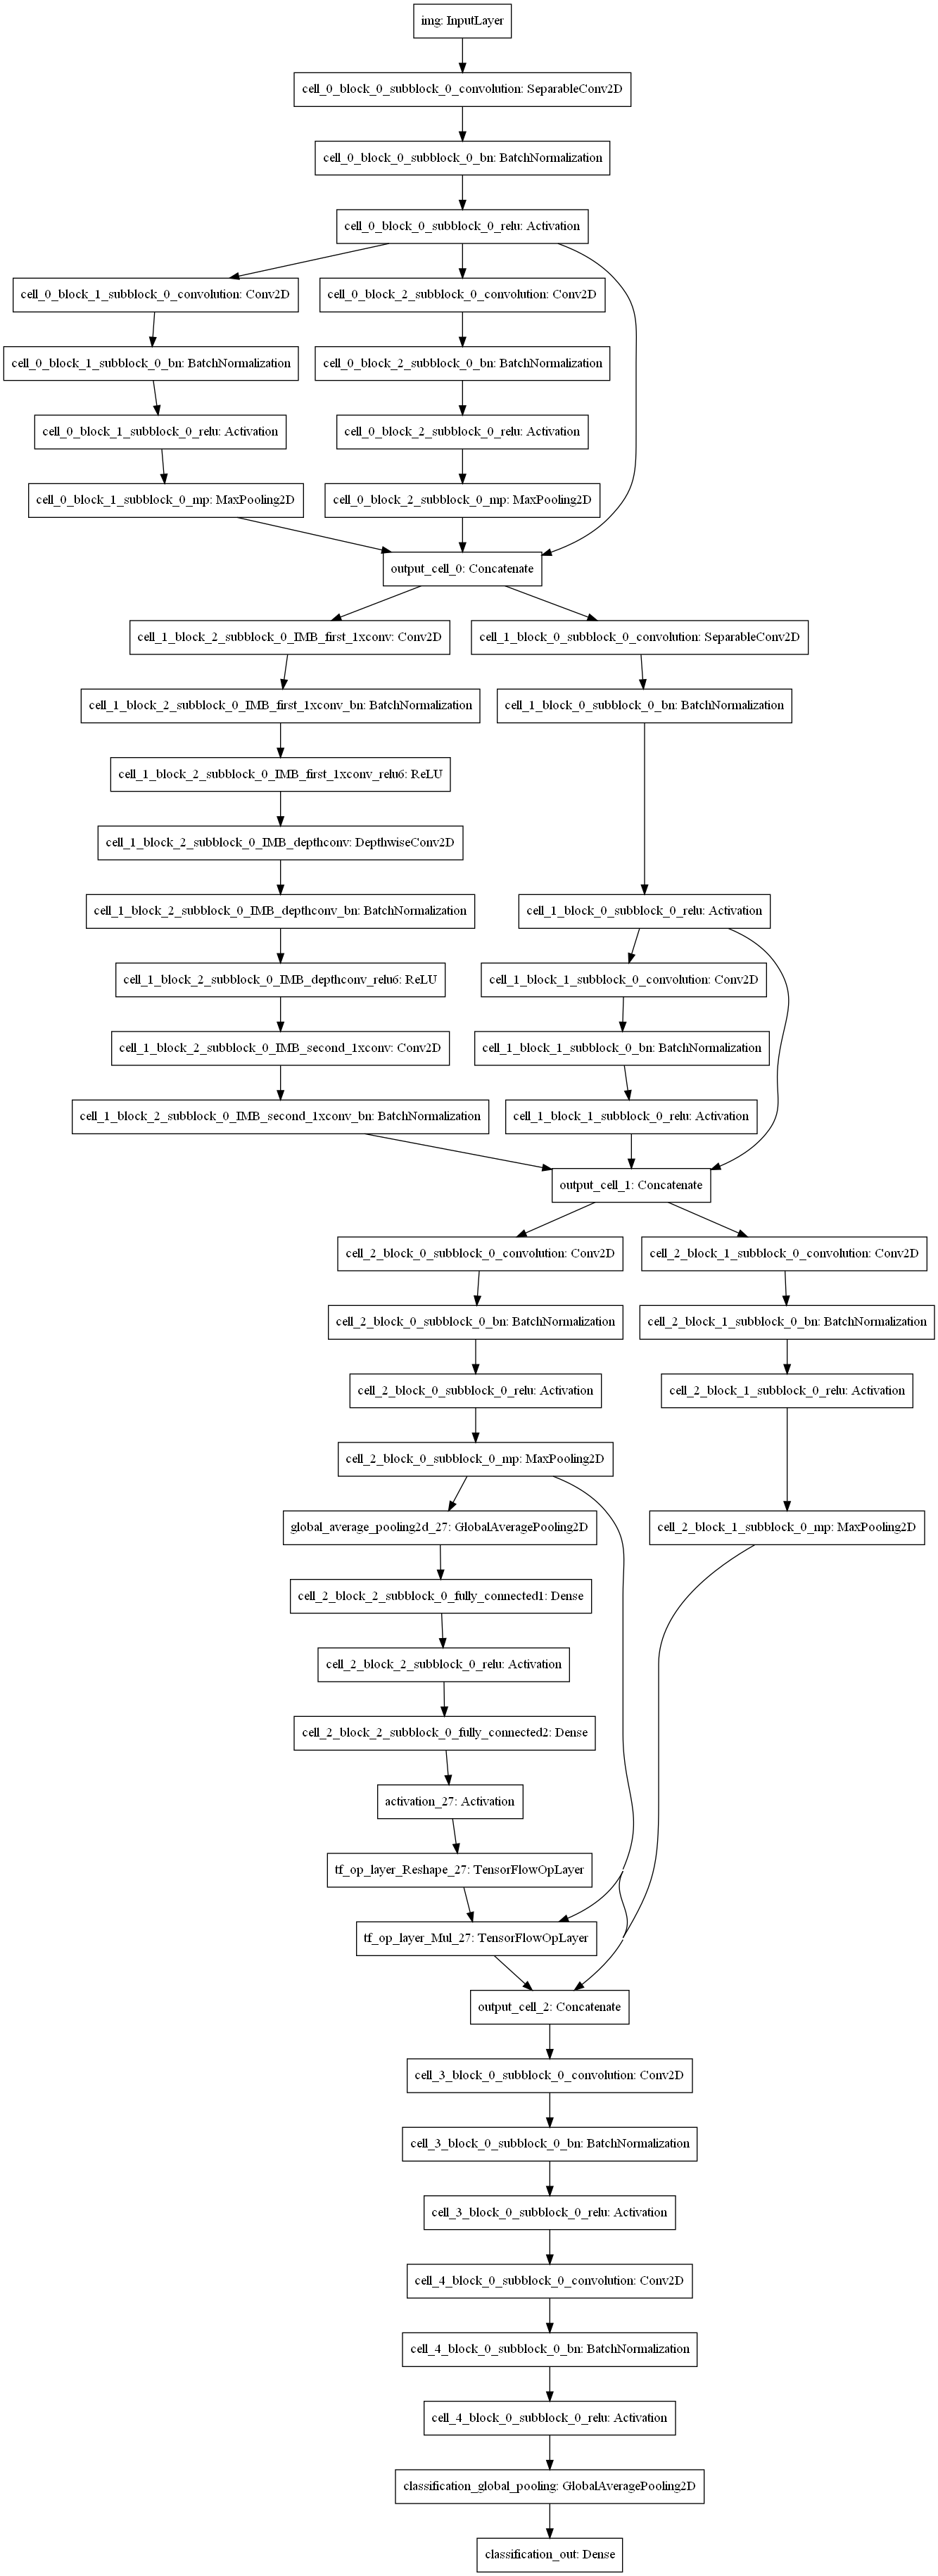 img: InputLayer
cell_0_block_0_subblock_0_convolution: SeparableConv2D
cell_0_block_0_subblock_0_bn: BatchNormalization
cell_0_block_0_subblock_0_relu: Activation
cell_0_block_1_subblock_0_convolution: Conv2D
cell_0_block_2_subblock_0_convolution: Conv2D
cell_0_block_1_subblock_0_bn: BatchNormalization
cell_0_block_2_subblock_0_bn: BatchNormalization
cell_0_block_1_subblock_0_relu: Activation
cell_0_block_2_subblock_0_relu: Activation
cell_0_block_1_subblock_0_mp: MaxPooling2D
cell_0_block_2_subblock_0_mp: MaxPooling2D
output_cell_0: Concatenate
cell_1_block_2_subblock_0_IMB_first_1xconv: Conv2D
cell_1_block_0_subblock_0_convolution: SeparableConv2D
cell_1_block_2_subblock_0_IMB_first_1xconv_bn: BatchNormalization
cell_1_block_0_subblock_0_bn: BatchNormalization
cell_1_block_2_subblock_0_IMB_first_1xconv_relu6: ReLU
cell_1_block_2_subblock_0_IMB_depthconv: DepthwiseConv2D
cell_1_block_2_subblock_0_IMB_depthconv_bn: BatchNormalization
cell_1_block_0_subblock_0_relu: Activation
cell_1_block_2_subblock_0_IMB_depthconv_relu6: ReLU
cell_1_block_1_subblock_0_convolution: Conv2D
cell_1_block_2_subblock_0_IMB_second_1xconv: Conv2D
cell_1_block_1_subblock_0_bn: BatchNormalization
cell_1_block_2_subblock_0_IMB_second_1xconv_bn: BatchNormalization
cell_1_block_1_subblock_0_relu: Activation
output_cell_1: Concatenate
cell_2_block_0_subblock_0_convolution: Conv2D
cell_2_block_1_subblock_0_convolution: Conv2D
cell_2_block_0_subblock_0_bn: BatchNormalization
cell_2_block_1_subblock_0_bn: BatchNormalization
cell_2_block_0_subblock_0_relu: Activation
cell_2_block_1_subblock_0_relu: Activation
cell_2_block_0_subblock_0_mp: MaxPooling2D
global_average_pooling2d_27: GlobalAveragePooling2D
cell_2_block_1_subblock_0_mp: MaxPooling2D
cell_2_block_2_subblock_0_fully_connected1: Dense
cell_2_block_2_subblock_0_relu: Activation
cell_2_block_2_subblock_0_fully_connected2: Dense
activation_27: Activation
tf_op_layer_Reshape_27: TensorFlowOpLayer
tf_op_layer_Mul_27: TensorFlowOpLayer
output_cell_2: Concatenate
cell_3_block_0_subblock_0_convolution: Conv2D
cell_3_block_0_subblock_0_bn: BatchNormalization
cell_3_block_0_subblock_0_relu: Activation
cell_4_block_0_subblock_0_convolution: Conv2D
cell_4_block_0_subblock_0_bn: BatchNormalization
cell_4_block_0_subblock_0_relu: Activation
classification_global_pooling: GlobalAveragePooling2D
classification_out: Dense